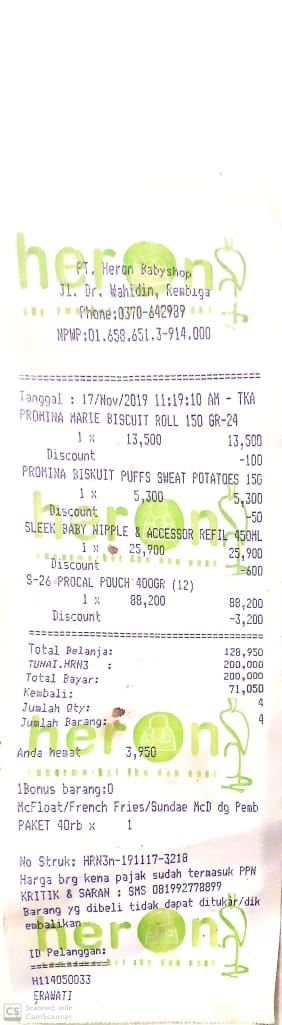 heron
PT. Heron Babyshop
Jl. Dr. Wahidin, Rembiga
Phone:0370-642989
NPWP:01.658.651.3-914.000
==========================================
Tanggal : 17/Nov/2019 11:19:10 AM - TKA
PROMINA MARIE BISCUIT ROLL 150 GR-24
1 x 13,500 13,500
Discount -100
PROMINA BISKUIT PUFFS SWEAT POTATOES 15G
1 x 5,300 5,300
Discount -50
SLEEK BABY NIPPLE & ACCESSOR REFIL 450ML
1 x 25,900 25,900
Discount -600
S-26 PROCAL POUCH 400GR (12)
1 x 88,200 88,200
Discount -3,200
==========================================
Total Belanja: 128,950
TUNAI.HRN3 : 200,000
Total Bayar: 200,000
Kembali: 71,050
Jumlah Qty: 4
Jumlah Barang: 4
heron
Anda hemat 3,950
1Bonus barang:0
McFloat/French Fries/Sundae McD dg Pemb
PAKET 40rb x 1
No Struk: HRN3n-191117-3218
Harga brg kena pajak sudah termasuk PPN
KRITIK & SARAN : SMS 081992778899
Barang yg dibeli tidak dapat ditukar/dik
embalikan
heron
ID Pelanggan:
==============
H114050033
ERAWATI
CS Scanned with
CamScanner